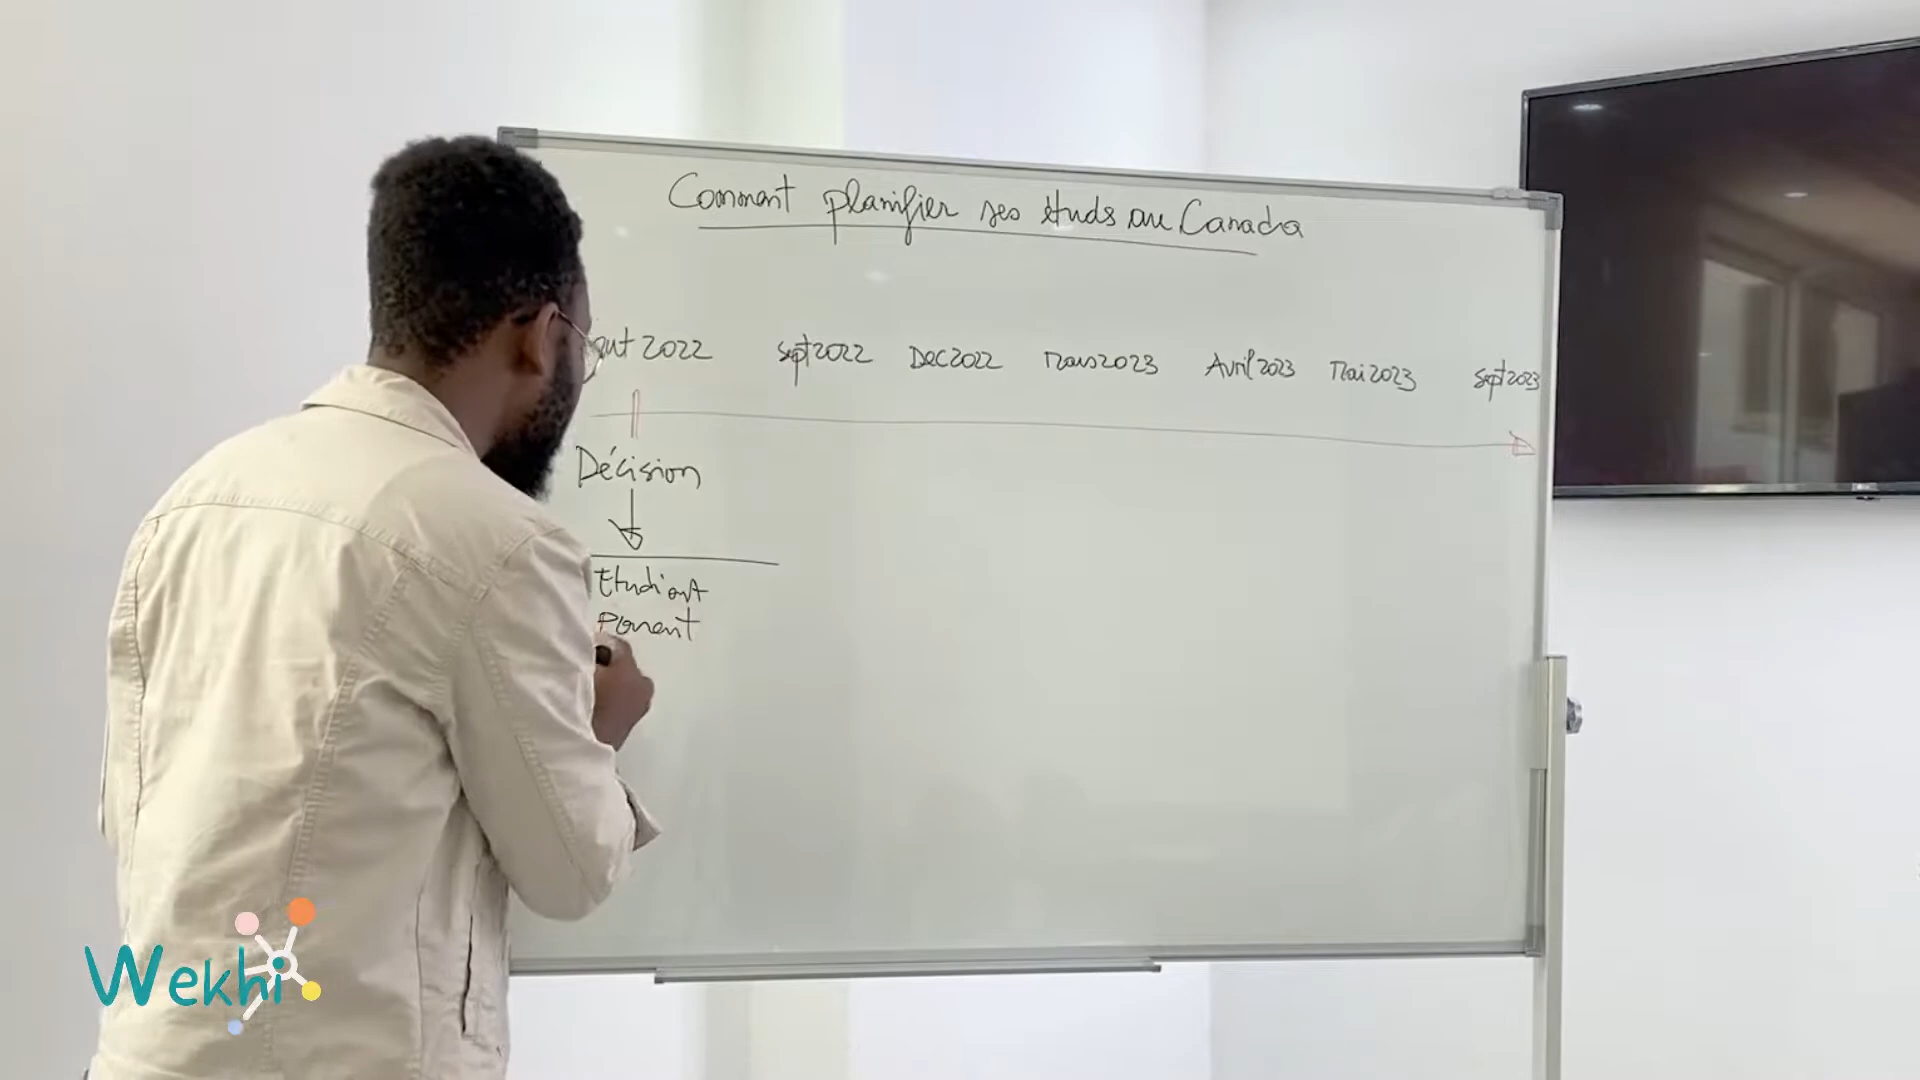 Comment planifier ses études au Canada
out 2022 Sept 2022 Dec 2022 Mars 2023 Avril 2023 Mai 2023 Sept 2023
Décision
Etudiant
Parent
Wekhi